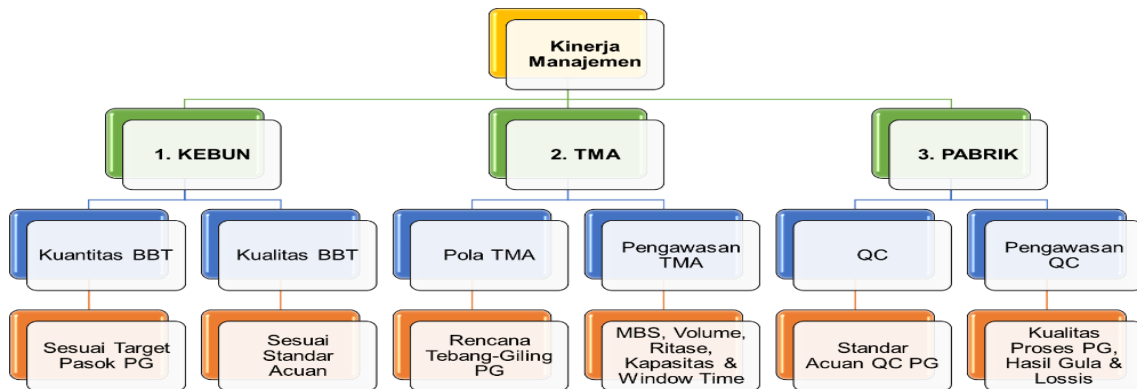 Kinerja
Manajemen
1. KEBUN
2. TMA
3. PABRIK
Kuantitas BBT
Kualitas BBT
Pola TMA
Pengawasan
TMA
QC
Pengawasan
QC
Sesuai Target
Pasok PG
Sesuai
Standar
Acuan
Rencana
Tebang-Giling
PG
MBS, Volume,
Ritase,
Kapasitas &
Window Time
Standar
Acuan QC PG
Kualitas
Proses PG,
Hasil Gula &
Lossis